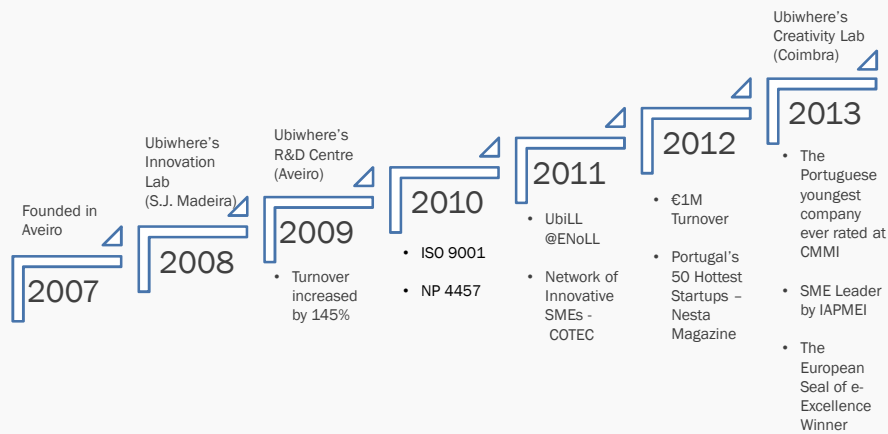 Founded in
Aveiro
2007
Ubiwhere's
Innovation
Lab
(S.J. Madeira)
2008
Ubiwhere's
R&D Centre
(Aveiro)
2009
• Turnover
increased
by 145%
2010
• ISO 9001
• NP 4457
2011
• UbiLL
@ENoLL
• Network of
Innovative
SMEs -
COTEC
2012
• €1M
Turnover
• Portugal's
50 Hottest
Startups –
Nesta
Magazine
Ubiwhere's
Creativity Lab
(Coimbra)
2013
• The
Portuguese
youngest
company
ever rated at
CMMI
• SME Leader
by IAPMEI
• The
European
Seal of e-
Excellence
Winner